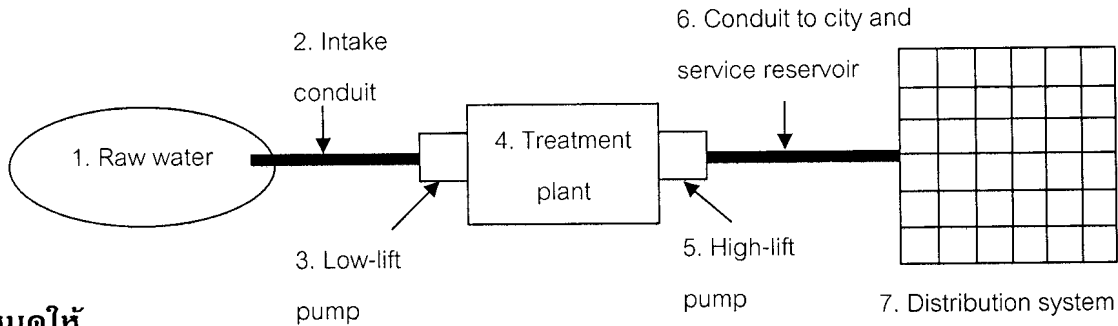 2. Intake
conduit
6. Conduit to city and
service reservoir
1. Raw water
4. Treatment
plant
3. Low-lift
pump
5. High-lift
pump
7. Distribution system